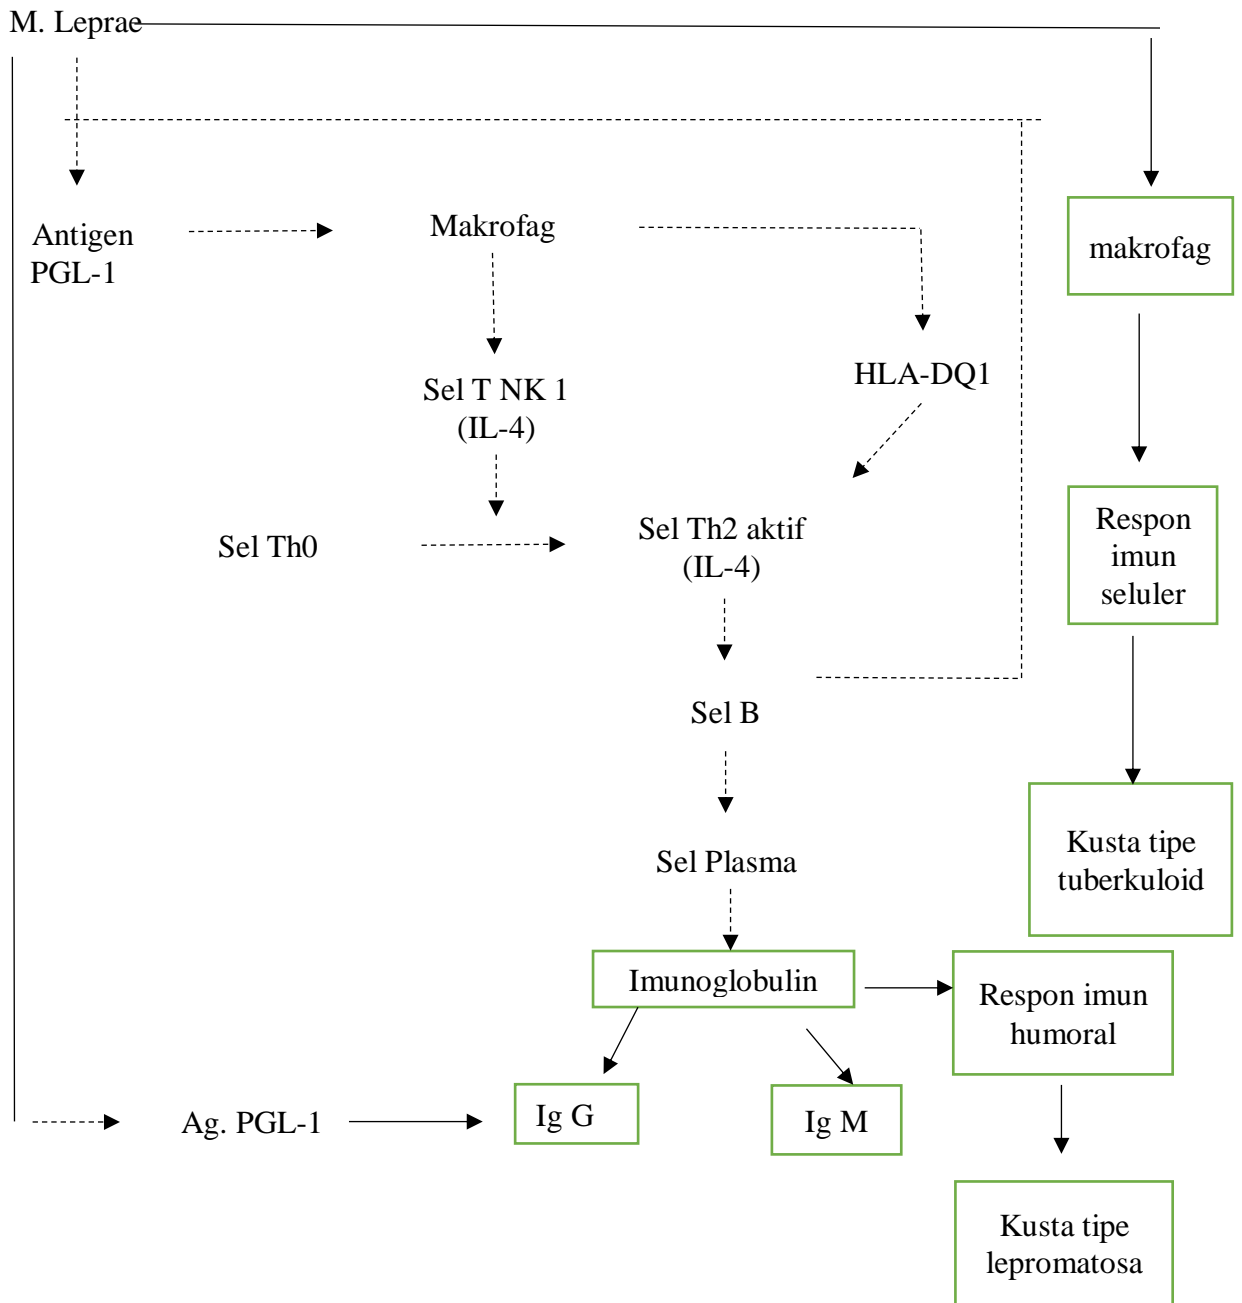 M. Leprae
Antigen
PGL-1
Makrofag
makrofag
Sel T NK 1
(IL-4)
HLA-DQ1
Sel Th0
Sel Th2 aktif
(IL-4)
Respon
imun
seluler
Sel B
Sel Plasma
Kusta tipe
tuberkuloid
Imunoglobulin
Respon imun
humoral
Ag. PGL-1
Ig G
Ig M
Kusta tipe
lepromatosa